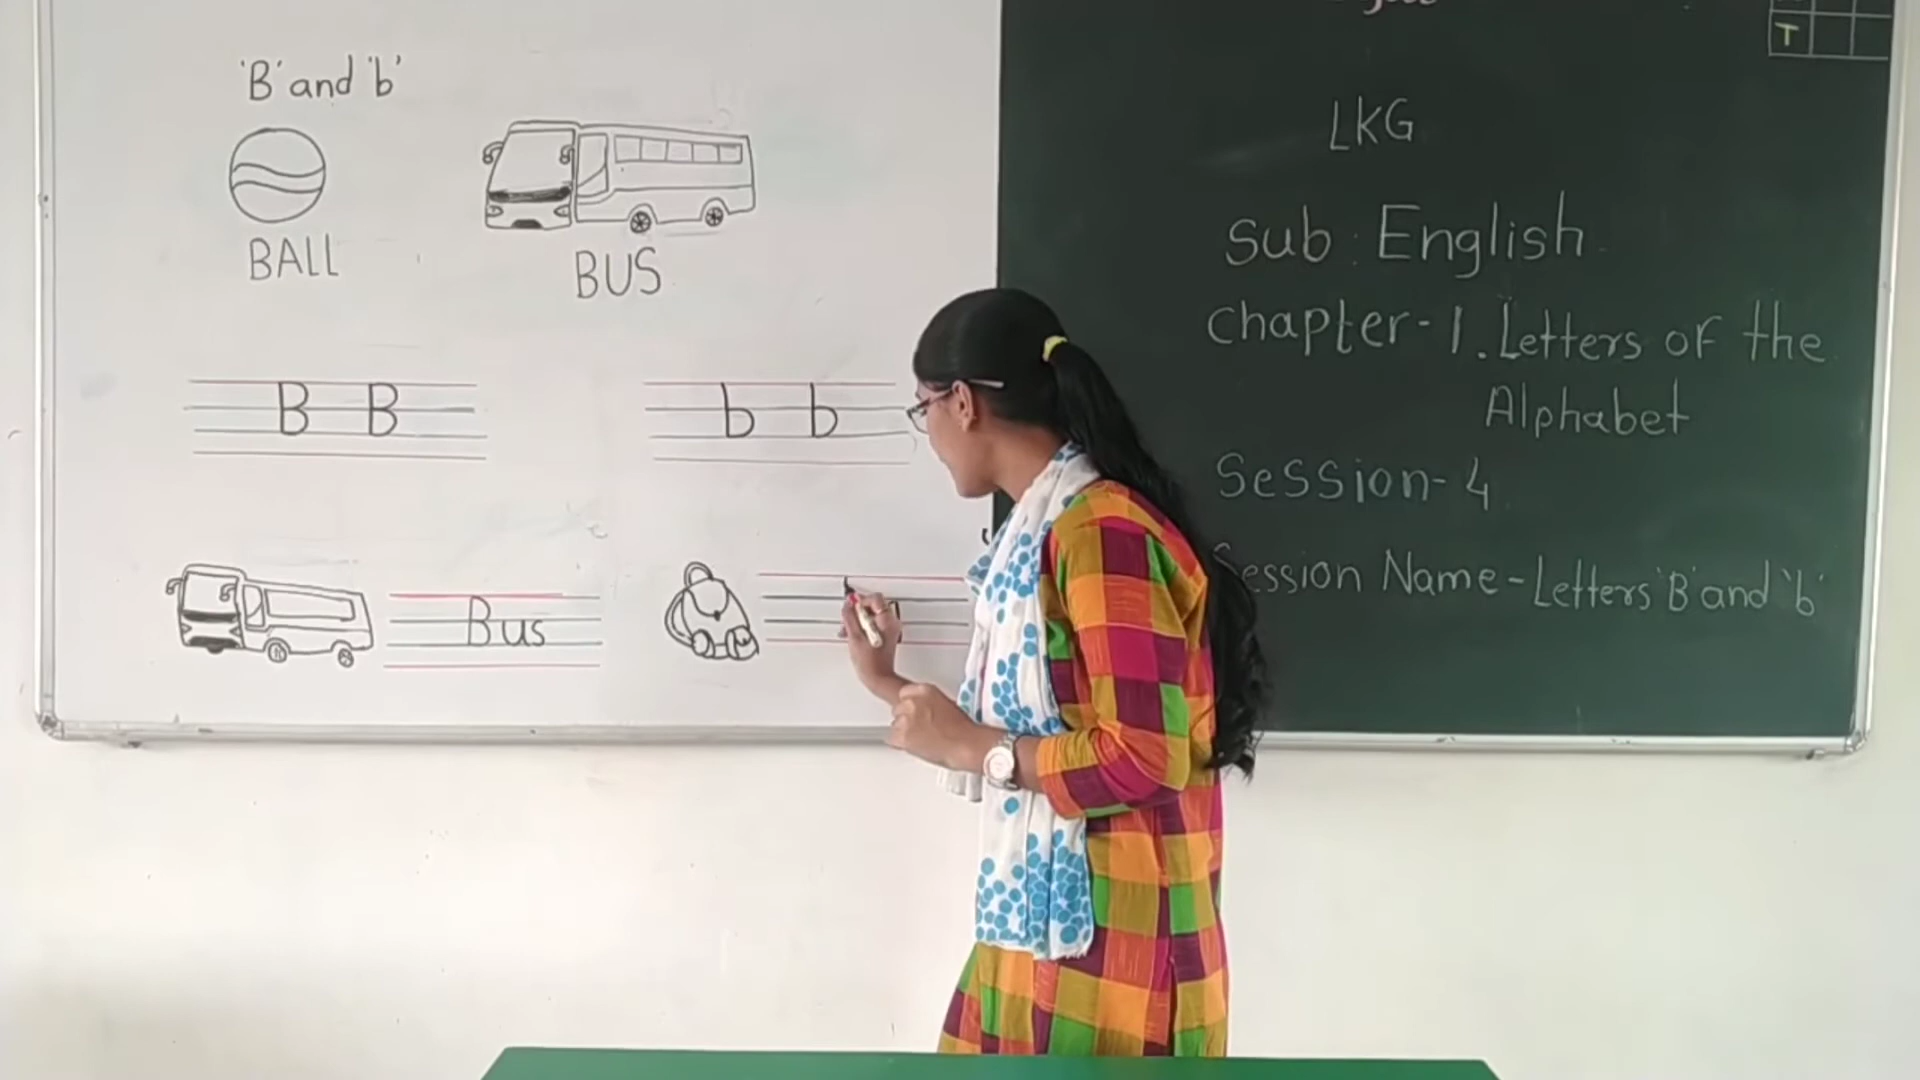 'B' and 'b'
BALL
BUS
B B
b b
Bus
T
LKG
Sub : English
Chapter - 1. Letters of the
Alphabet
Session - 4
Session Name - Letters 'B' and 'b'